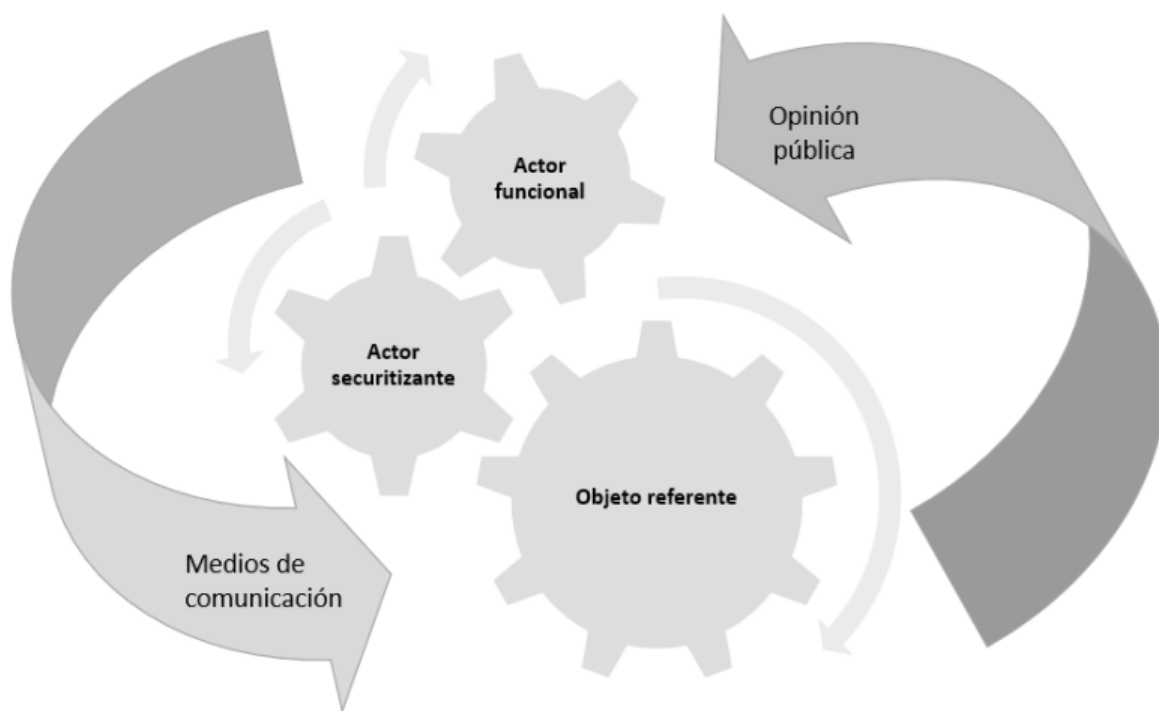 Opinión
pública
Actor
funcional
Actor
securitizante
Objeto referente
Medios de
comunicación